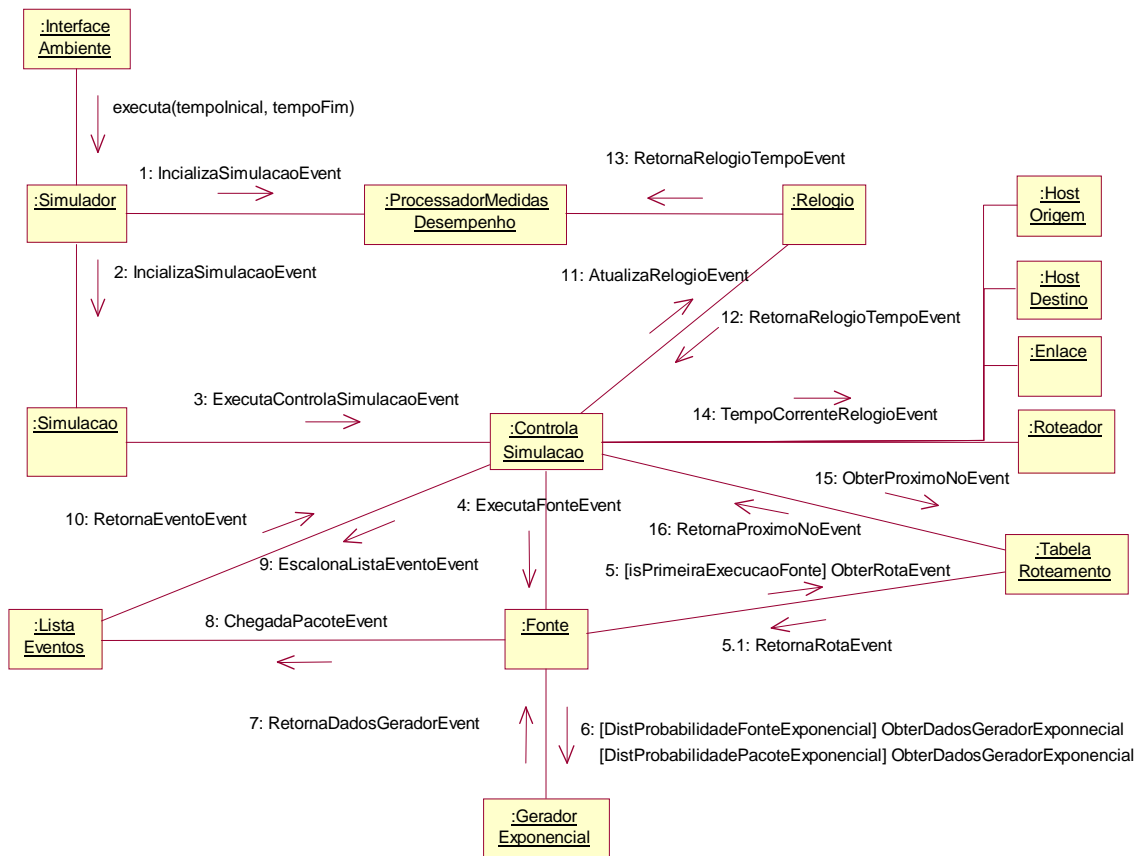 :Interface
Ambiente
executa(tempoInical, tempoFim)
1: IncializaSimulacaoEvent
13: RetornaRelogioTempoEvent
:Simulador
:ProcessadorMedidas
Desempenho
:Relogio
:Host
Origem
2: IncializaSimulacaoEvent
11: AtualizaRelogioEvent
:Host
Destino
12: RetornaRelogioTempoEvent
:Enlace
3: ExecutaControlaSimulacaoEvent
14: TempoCorrenteRelogioEvent
:Simulacao
:Controla
Simulacao
:Roteador
15: ObterProximoNoEvent
4: ExecutaFonteEvent
10: RetornaEventoEvent
16: RetornaProximoNoEvent
9: EscalonaListaEventoEvent
5: [isPrimeiraExecucaoFonte] ObterRotaEvent
:Tabela
Roteamento
:Lista
Eventos
8: ChegadaPacoteEvent
:Fonte
5.1: RetornaRotaEvent
7: RetornaDadosGeradorEvent
6: [DistProbabilidadeFonteExponencial] ObterDadosGeradorExponnecial
[DistProbabilidadePacoteExponencial] ObterDadosGeradorExponencial
:Gerador
Exponencial